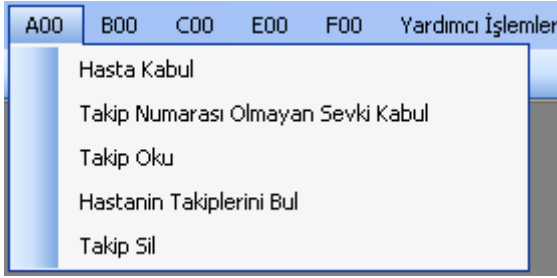 A00 B00 C00 E00 F00 Yardımcı İşlemler
Hasta Kabul
Takip Numarası Olmayan Sevki Kabul
Takip Oku
Hastanin Takiplerini Bul
Takip Sil